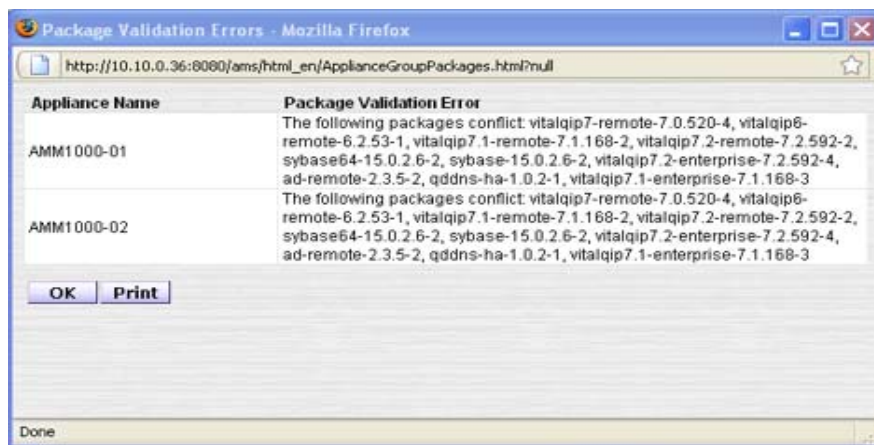 Package Validation Errors - Mozilla Firefox
http://10.10.0.36:8080/ams/html_en/ApplianceGroupPackages.html?null
Appliance Name Package Validation Error
AMM1000-01
The following packages conflict: vitalqip7-remote-7.0.520-4, vitalqip6-
remote-6.2.53-1, vitalqip7.1-remote-7.1.168-2, vitalqip7.2-remote-7.2.592-2,
sybase64-15.0.2.6-2, sybase-15.0.2.6-2, vitalqip7.2-enterprise-7.2.592-4,
ad-remote-2.3.5-2, qddns-ha-1.0.2-1, vitalqip7.1-enterprise-7.1.168-3
AMM1000-02
The following packages conflict: vitalqip7-remote-7.0.520-4, vitalqip6-
remote-6.2.53-1, vitalqip7.1-remote-7.1.168-2, vitalqip7.2-remote-7.2.592-2,
sybase64-15.0.2.6-2, sybase-15.0.2.6-2, vitalqip7.2-enterprise-7.2.592-4,
ad-remote-2.3.5-2, qddns-ha-1.0.2-1, vitalqip7.1-enterprise-7.1.168-3
OK Print
Done